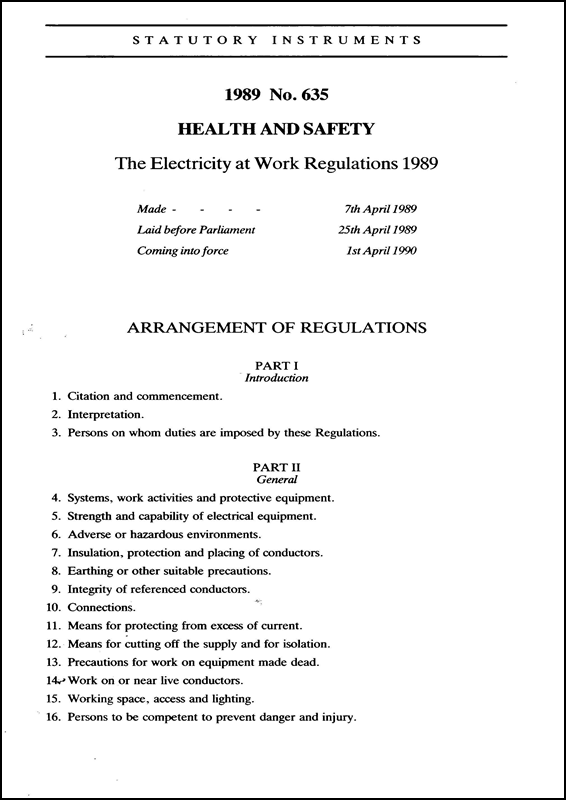 STATUTORY INSTRUMENTS
1989 No. 635
HEALTH AND SAFETY
The Electricity at Work Regulations 1989
Made - - - - 7th April 1989
Laid before Parliament 25th April 1989
Coming into force 1st April 1990
ARRANGEMENT OF REGULATIONS
PART I
Introduction
1. Citation and commencement.
2. Interpretation.
3. Persons on whom duties are imposed by these Regulations.
PART II
General
4. Systems, work activities and protective equipment.
5. Strength and capability of electrical equipment.
6. Adverse or hazardous environments.
7. Insulation, protection and placing of conductors.
8. Earthing or other suitable precautions.
9. Integrity of referenced conductors.
10. Connections.
11. Means for protecting from excess of current.
12. Means for cutting off the supply and for isolation.
13. Precautions for work on equipment made dead.
14. Work on or near live conductors.
15. Working space, access and lighting.
16. Persons to be competent to prevent danger and injury.